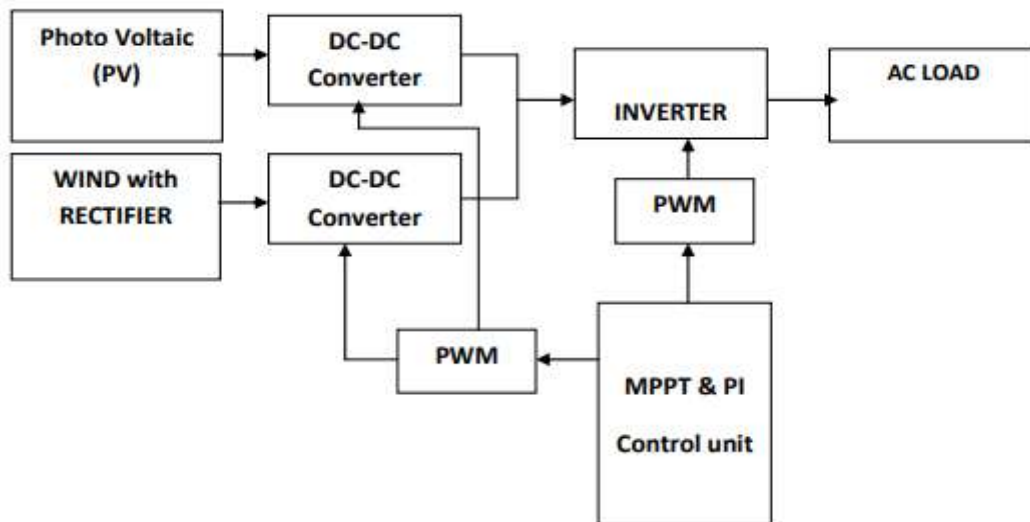 Photo Voltaic
(PV)
DC-DC
Converter
INVERTER
AC LOAD
WIND with
RECTIFIER
DC-DC
Converter
PWM
PWM
MPPT & PI
Control unit